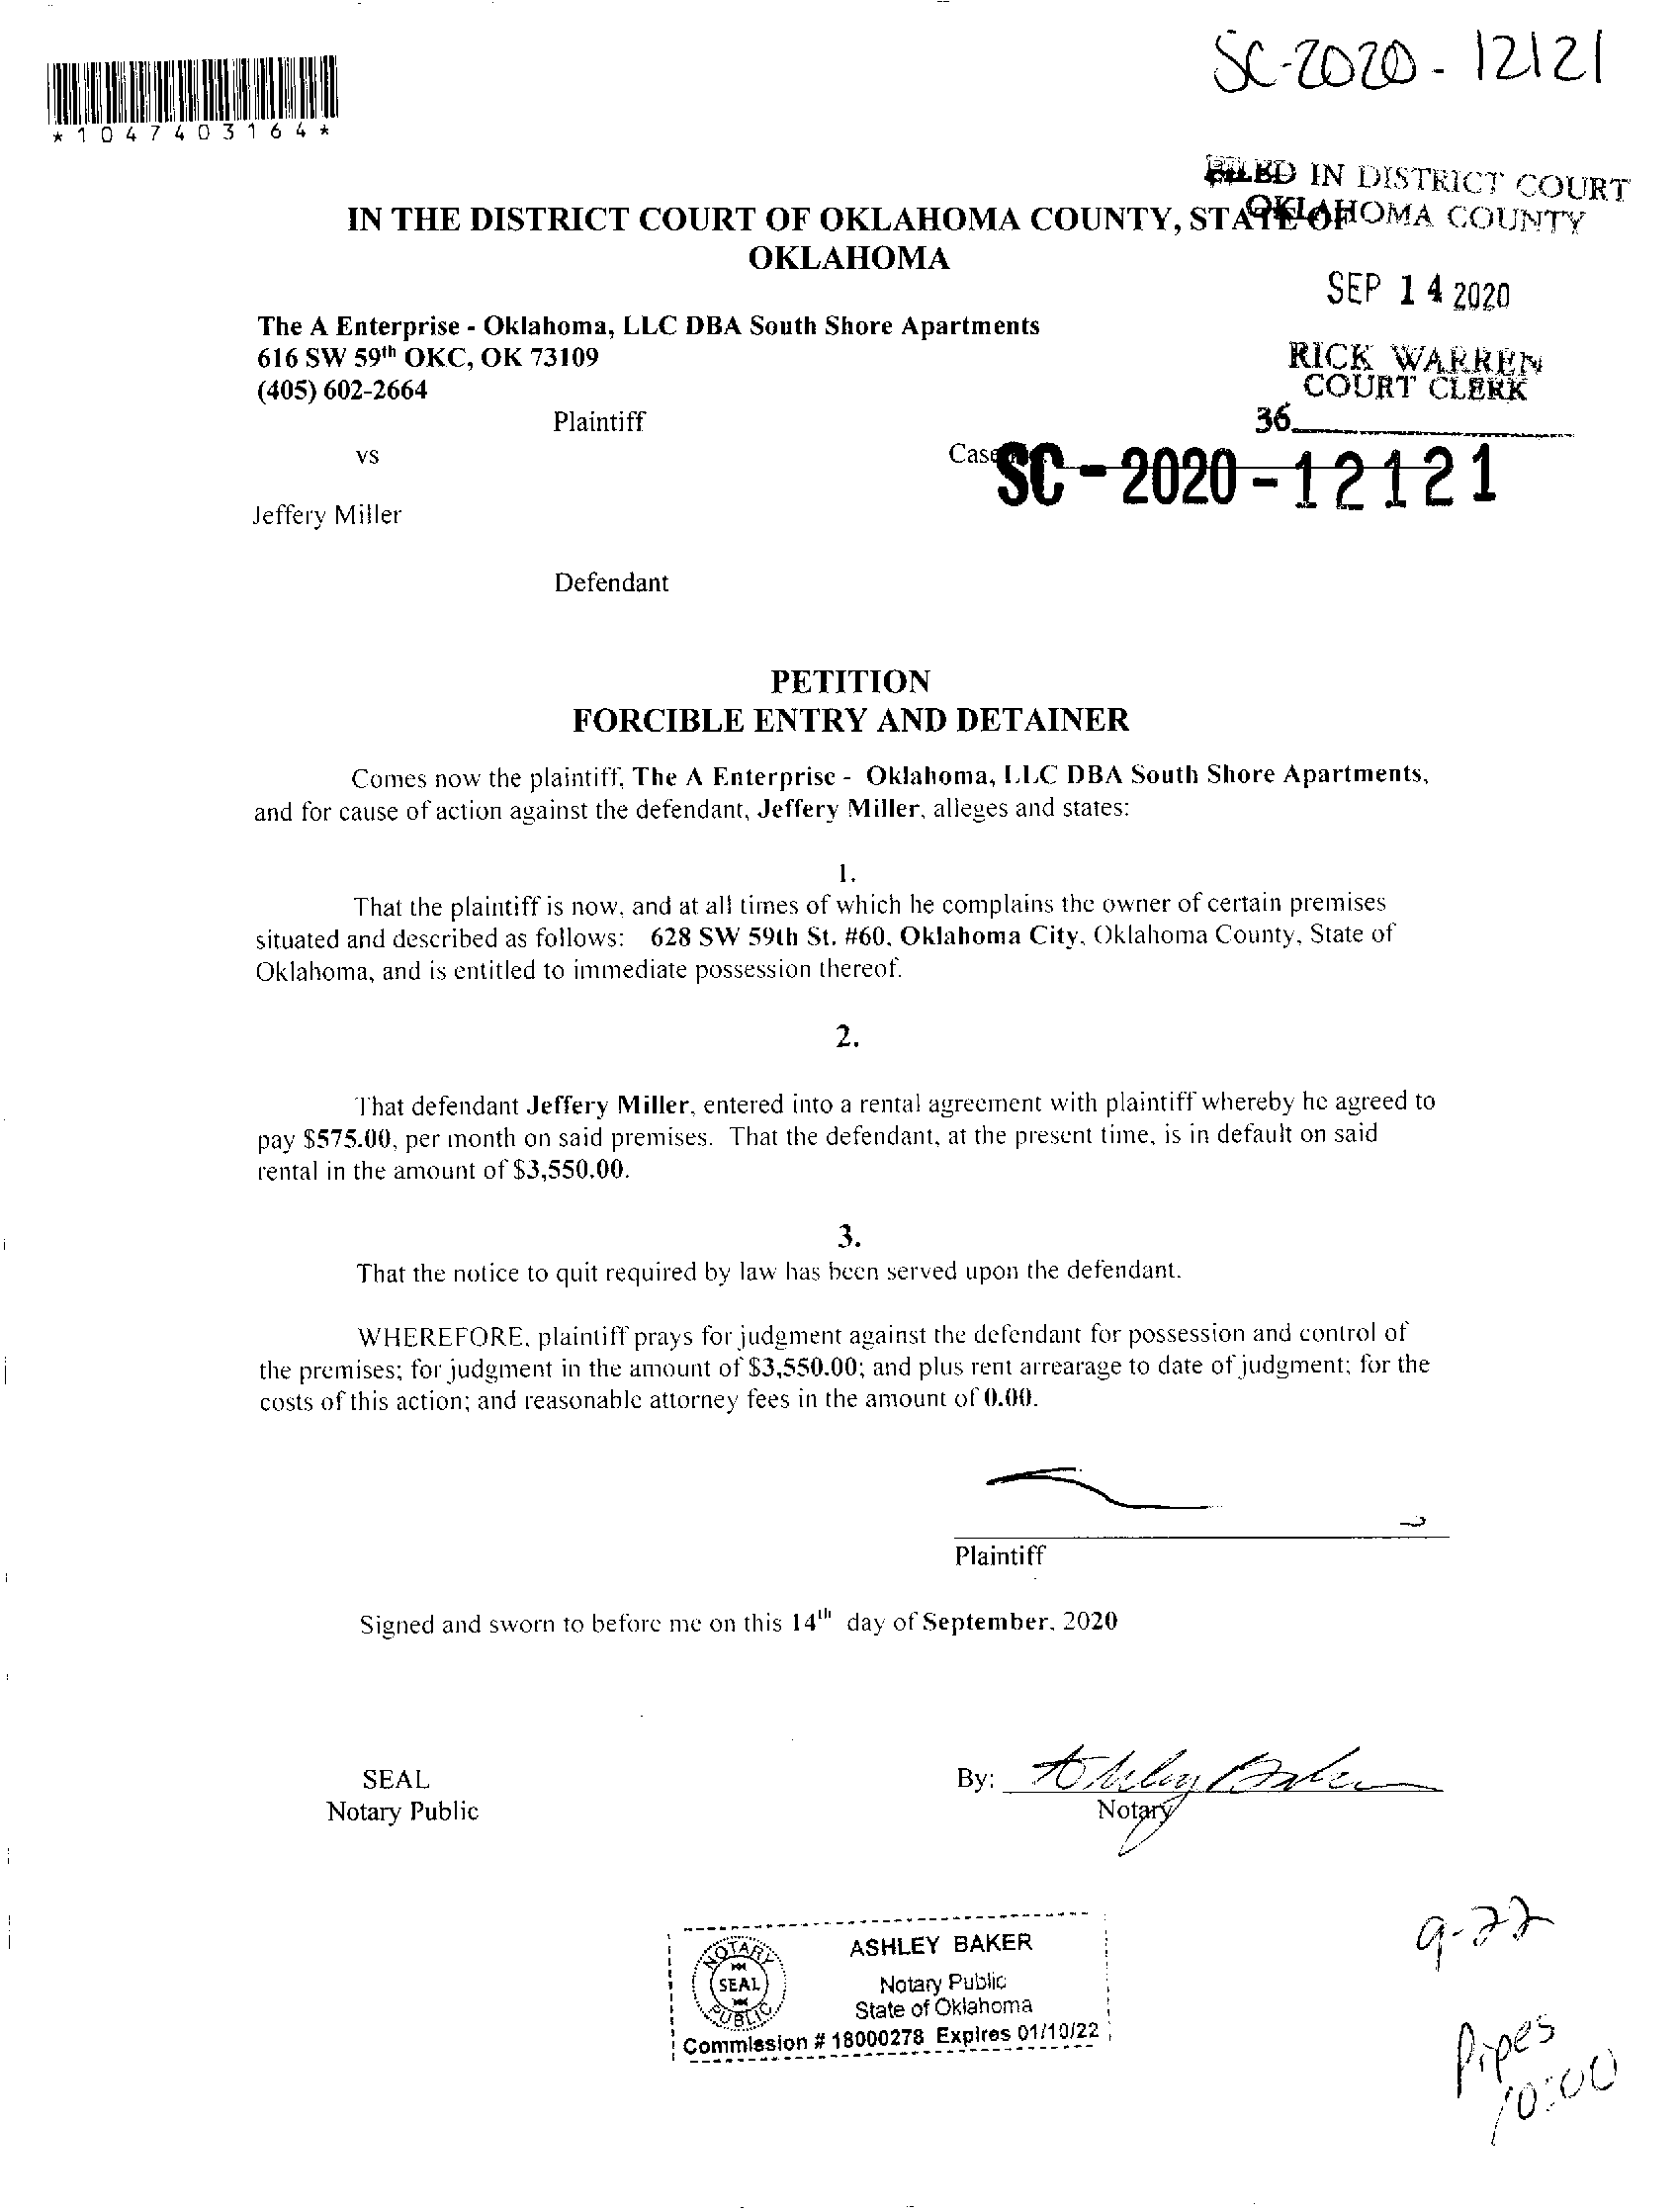 SC-2020-12121
*1047403164*
FILED IN DISTRICT COURT
OKLAHOMA COUNTY
IN THE DISTRICT COURT OF OKLAHOMA COUNTY, STATE OF
OKLAHOMA
SEP 14 2020
The A Enterprise - Oklahoma, LLC DBA South Shore Apartments
616 SW 59th OKC, OK 73109
(405) 602-2664
RICK WARREN
COURT CLERK
36
Plaintiff
vs
Case
SC-2020-12121
Jeffery Miller
Defendant
PETITION
FORCIBLE ENTRY AND DETAINER
Comes now the plaintiff, The A Enterprise - Oklahoma, LLC DBA South Shore Apartments,
and for cause of action against the defendant, Jeffery Miller, alleges and states:
1.
That the plaintiff is now, and at all times of which he complains the owner of certain premises
situated and described as follows: 628 SW 59th St. #60, Oklahoma City, Oklahoma County, State of
Oklahoma, and is entitled to immediate possession thereof.
2.
That defendant Jeffery Miller, entered into a rental agreement with plaintiff whereby he agreed to
pay $575.00, per month on said premises. That the defendant, at the present time, is in default on said
rental in the amount of $3,550.00.
3.
That the notice to quit required by law has been served upon the defendant.
WHEREFORE, plaintiff prays for judgment against the defendant for possession and control of
the premises; for judgment in the amount of $3,550.00; and plus rent arrearage to date of judgment; for the
costs of this action; and reasonable attorney fees in the amount of 0.00.
Plaintiff
Signed and sworn to before me on this 14th day of September, 2020
SEAL
Notary Public
By: Ashley Baker
Notary
NOTARY
SEAL
PUBLIC
ASHLEY BAKER
Notary Public
State of Oklahoma
Commission # 18000278 Expires 01/10/22
9-22
Pipes
10:00